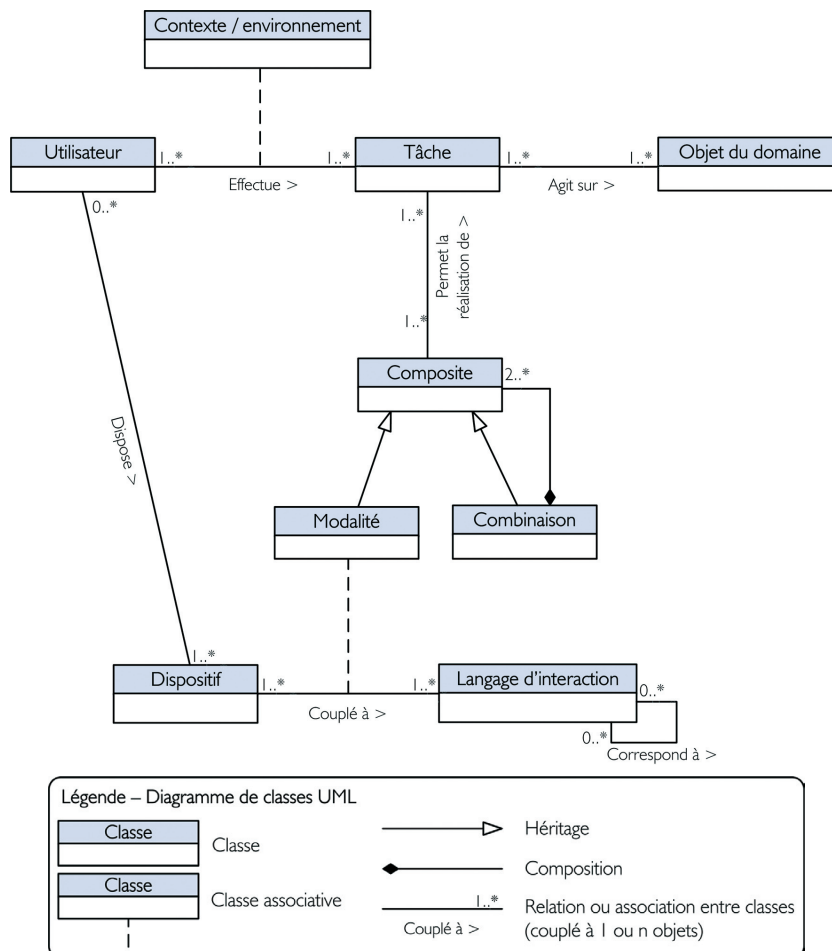 Contexte / environnement
Utilisateur
1..*
1..*
Tâche
1..*
1..*
Objet du domaine
Effectue >
Agit sur >
0..*
1..*
Permet la
réalisation de >
1..*
Composite
2..*
Dispose >
Modalité
Combinaison
1..*
Dispositif
1..*
1..*
Langage d'interaction
0..*
Couplé à >
0..*
Correspond à >
Légende – Diagramme de classes UML
Classe
Classe
Héritage
Composition
Classe
Classe associative
1..*
Couplé à >
Relation ou association entre classes
(couplé à 1 ou n objets)